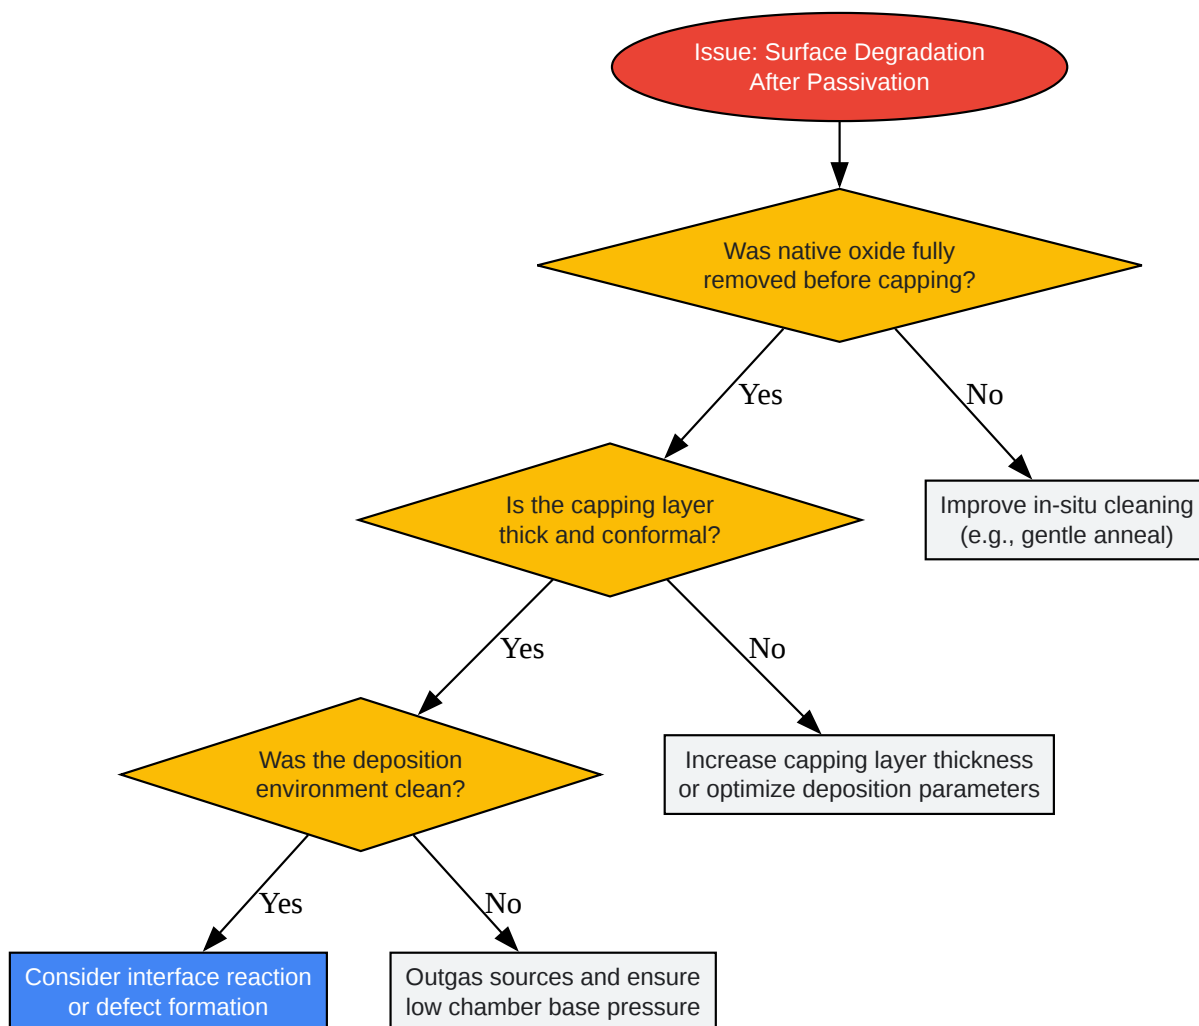 Issue: Surface Degradation
After Passivation
Was native oxide fully
removed before capping?
Yes
No
Is the capping layer
thick and conformal?
Improve in-situ cleaning
(e.g., gentle anneal)
Yes
No
Was the deposition
environment clean?
Increase capping layer thickness
or optimize deposition parameters
Yes
No
Consider interface reaction
or defect formation
Outgas sources and ensure
low chamber base pressure